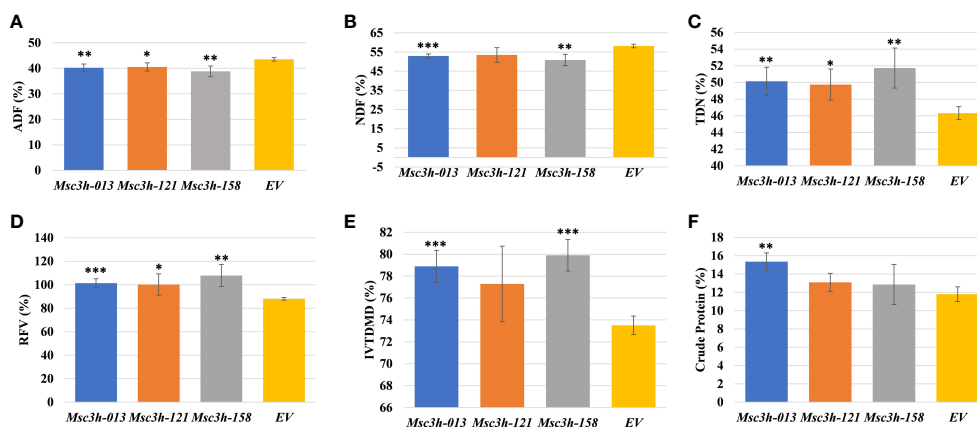 A
ADF (%)
50
40
30
20
10
0
** * **
Msc3h-013 Msc3h-121 Msc3h-158 EV
B
NDF (%)
65
55
45
35
25
15
5
-5
*** **
Msc3h-013 Msc3h-121 Msc3h-158 EV
C
TDN (%)
56
54
52
50
48
46
44
42
40
** * **
Msc3h-013 Msc3h-121 Msc3h-158 EV
D
RFV (%)
140
120
100
80
60
40
20
0
*** * **
Msc3h-013 Msc3h-121 Msc3h-158 EV
E
IVTDMD (%)
82
80
78
76
74
72
70
68
66
*** ***
Msc3h-013 Msc3h-121 Msc3h-158 EV
F
Crude Protein (%)
18
16
14
12
10
8
6
4
2
0
**
Msc3h-013 Msc3h-121 Msc3h-158 EV